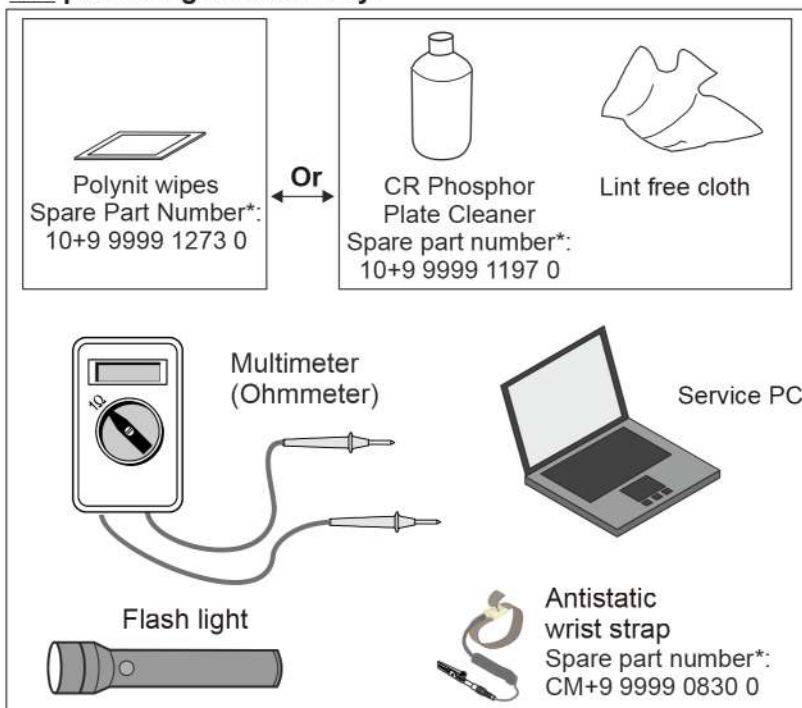 Polynit wipes
Spare Part Number*:
10+9 9999 1273 0
Or
CR Phosphor
Plate Cleaner
Spare part number*:
10+9 9999 1197 0
Lint free cloth
1Ω
Multimeter
(Ohmmeter)
Service PC
Flash light
Antistatic
wrist strap
Spare part number*:
CM+9 9999 0830 0